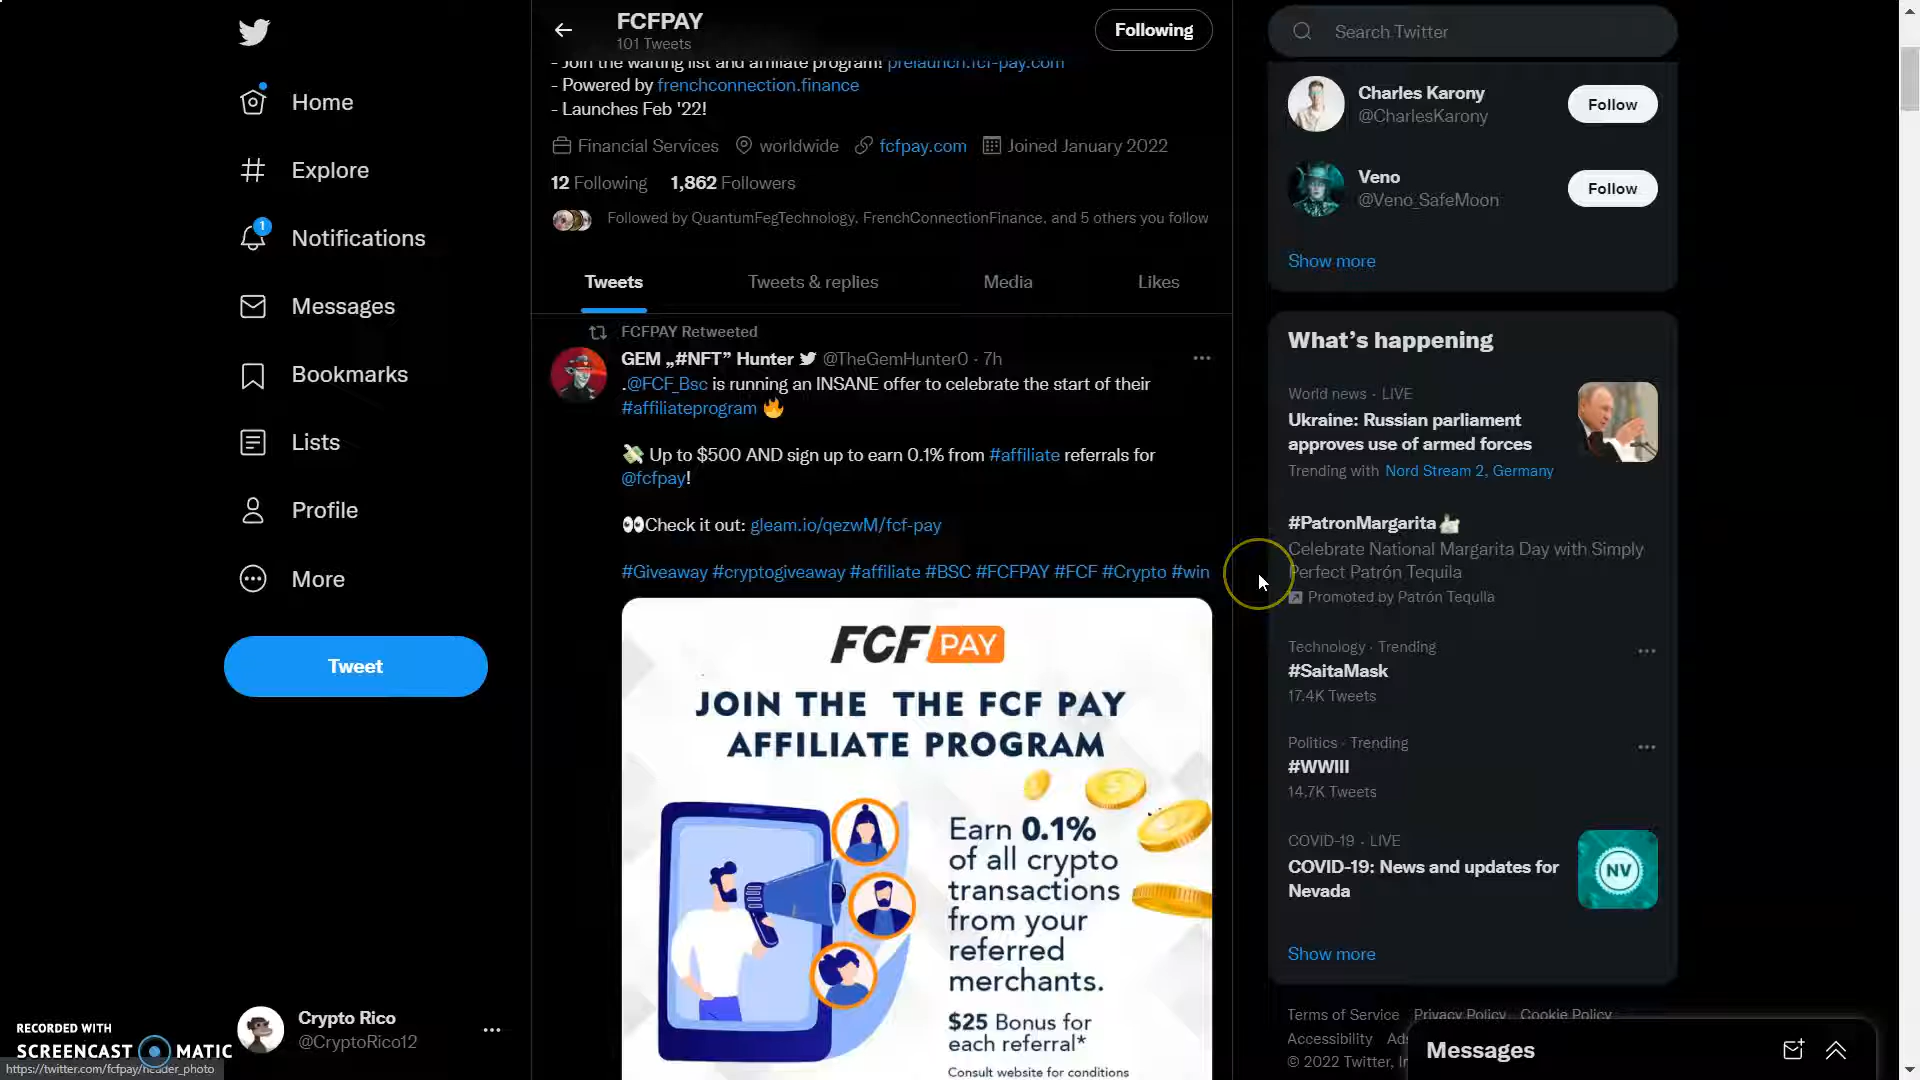 Home
Explore
1
Notifications
Messages
Bookmarks
Lists
Profile
More
Tweet
Crypto Rico
@CryptoRico12
RECORDED WITH
SCREENCAST MATIC
https://twitter.com/fcfpay/header_photo
FCFPAY
101 Tweets
Following
- Join the waiting list and affiliate program! prelaunch.fcf-pay.com
- Powered by frenchconnection.finance
- Launches Feb '22!
Financial Services worldwide fcfpay.com Joined January 2022
12 Following 1,862 Followers
Followed by QuantumFegTechnology, FrenchConnectionFinance, and 5 others you follow
Tweets Tweets & replies Media Likes
FCFPAY Retweeted
GEM „#NFT” Hunter @TheGemHunter0 · 7h
.@FCF_Bsc is running an INSANE offer to celebrate the start of their
#affiliateprogram 🔥
💸 Up to $500 AND sign up to earn 0.1% from #affiliate referrals for
@fcfpay!
👀Check it out: gleam.io/qezwM/fcf-pay
#Giveaway #cryptogiveaway #affiliate #BSC #FCFPAY #FCF #Crypto #win
FCF PAY
JOIN THE THE FCF PAY
AFFILIATE PROGRAM
Earn 0.1%
of all crypto
transactions
from your
referred
merchants.
$25 Bonus for
each referral*
Consult website for conditions
Search Twitter
Charles Karony
@CharlesKarony
Follow
Veno
@Veno_SafeMoon
Follow
Show more
What's happening
World news · LIVE
Ukraine: Russian parliament
approves use of armed forces
Trending with Nord Stream 2, Germany
#PatronMargarita
Celebrate National Margarita Day with Simply
Perfect Patrón Tequila
Promoted by Patrón Tequila
Technology · Trending
#SaitaMask
17.4K Tweets
Politics · Trending
#WWIII
14.7K Tweets
COVID-19 · LIVE
COVID-19: News and updates for
Nevada
NV
Show more
Terms of Service Privacy Policy Cookie Policy
Accessibility
© 2022 Twitter,
Messages